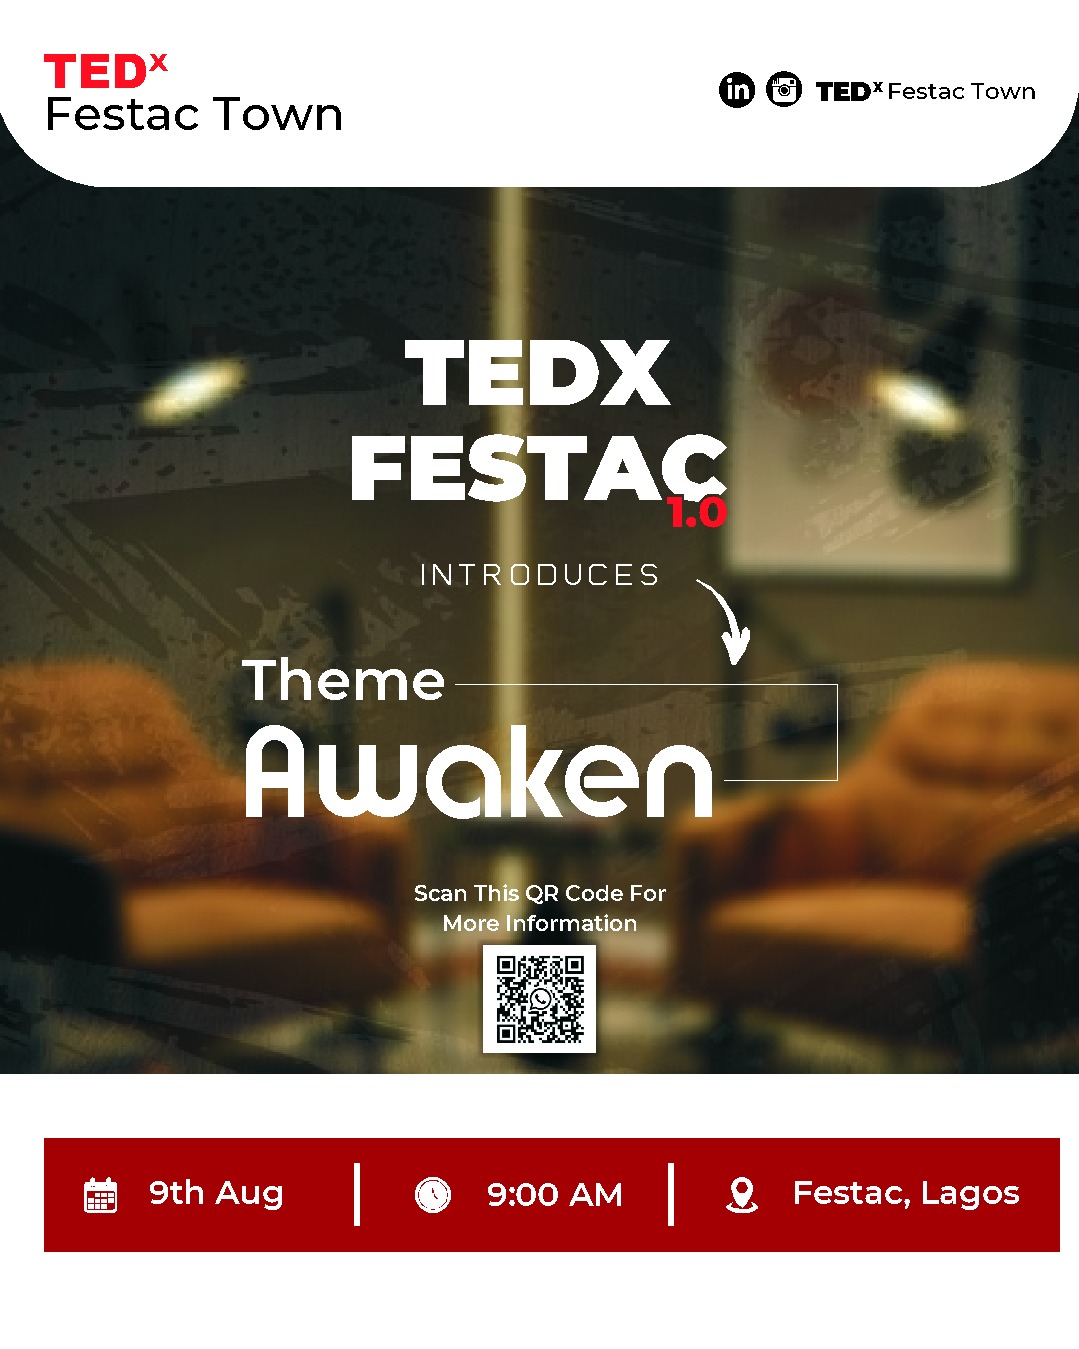 TEDx
Festac Town
in TEDx Festac Town
TEDX
FESTAC
1.0
INTRODUCES
Theme
Awaken
Scan This QR Code For
More Information
9th Aug
9:00 AM
Festac, Lagos